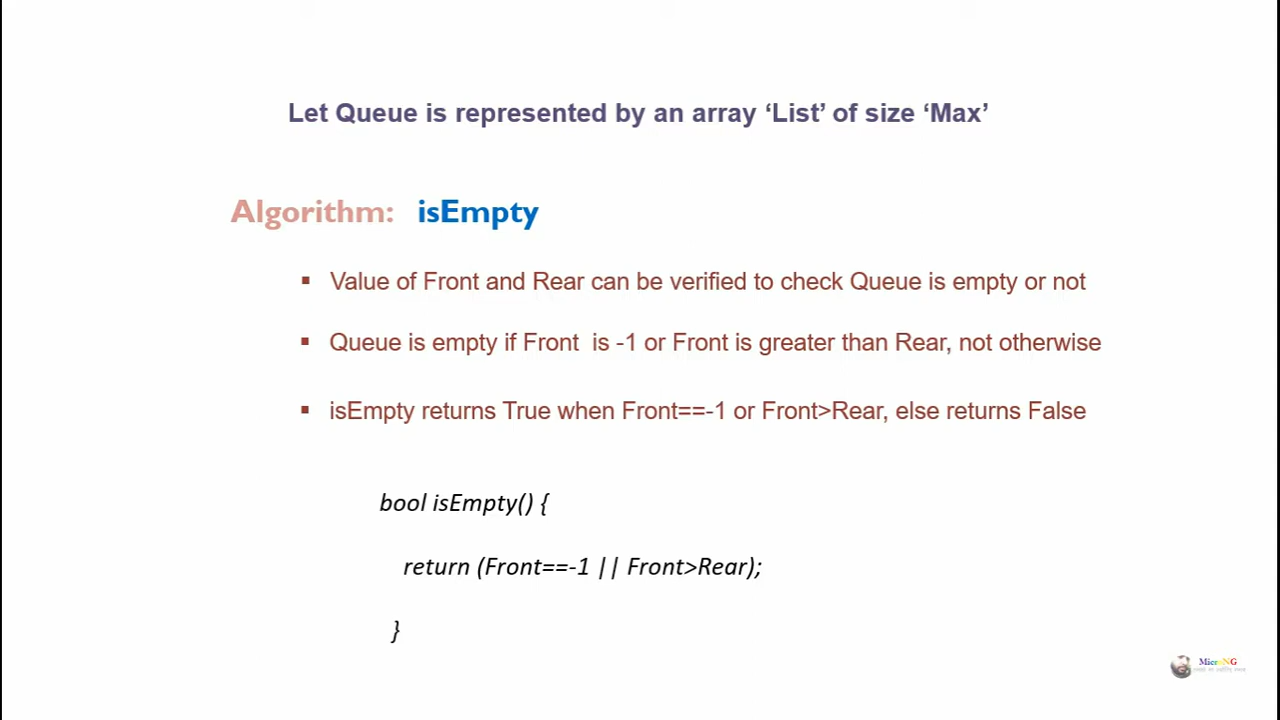 Let Queue is represented by an array ‘List’ of size ‘Max’
Algorithm: isEmpty
▪ Value of Front and Rear can be verified to check Queue is empty or not
▪ Queue is empty if Front is -1 or Front is greater than Rear, not otherwise
▪ isEmpty returns True when Front==-1 or Front>Rear, else returns False
bool isEmpty() {
return (Front==-1 || Front>Rear);
}
MicroNG